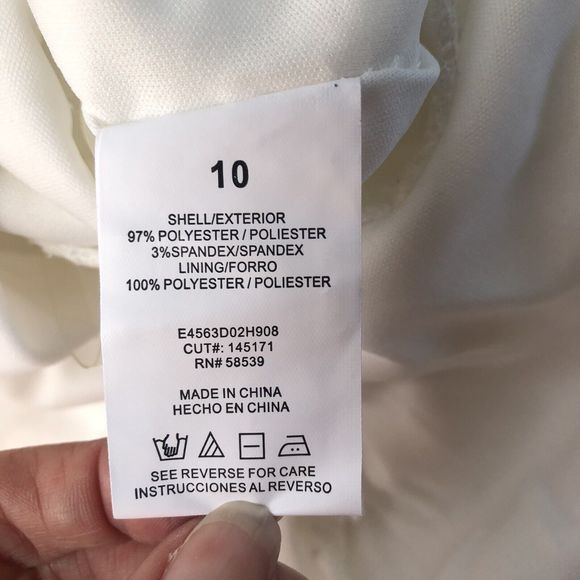 10
SHELL/EXTERIOR
97% POLYESTER / POLIESTER
3%SPANDEX/SPANDEX
LINING/FORRO
100% POLYESTER / POLIESTER
E4563D02H908
CUT#: 145171
RN# 58539
MADE IN CHINA
HECHO EN CHINA
SEE REVERSE FOR CARE
INSTRUCCIONES AL REVERSO